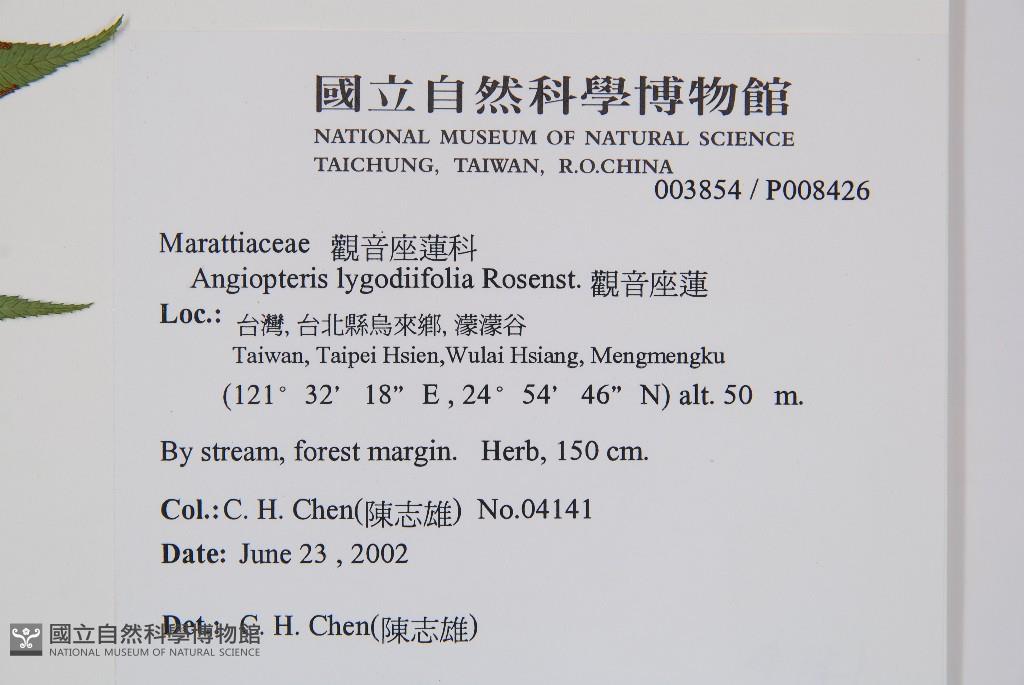 國立自然科學博物館
NATIONAL MUSEUM OF NATURAL SCIENCE
TAICHUNG, TAIWAN, R.O.CHINA
003854 / P008426
Marattiaceae 觀音座蓮科
Angiopteris lygodiifolia Rosenst. 觀音座蓮
Loc.: 台灣, 台北縣烏來鄉, 濛濛谷
Taiwan, Taipei Hsien,Wulai Hsiang, Mengmengku
(121° 32’ 18” E , 24° 54’ 46” N) alt. 50 m.
By stream, forest margin. Herb, 150 cm.
Col.: C. H. Chen(陳志雄) No.04141
Date: June 23 , 2002
Det.: C. H. Chen(陳志雄)
國立自然科學博物館
NATIONAL MUSEUM OF NATURAL SCIENCE